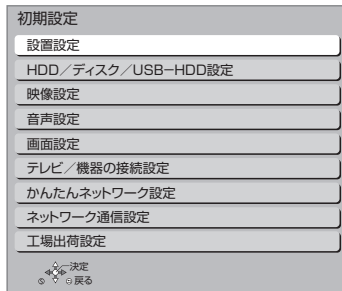 初期設定
設置設定
HDD／ディスク／USB－HDD設定
映像設定
音声設定
画面設定
テレビ／機器の接続設定
かんたんネットワーク設定
ネットワーク通信設定
工場出荷設定
決定
戻る